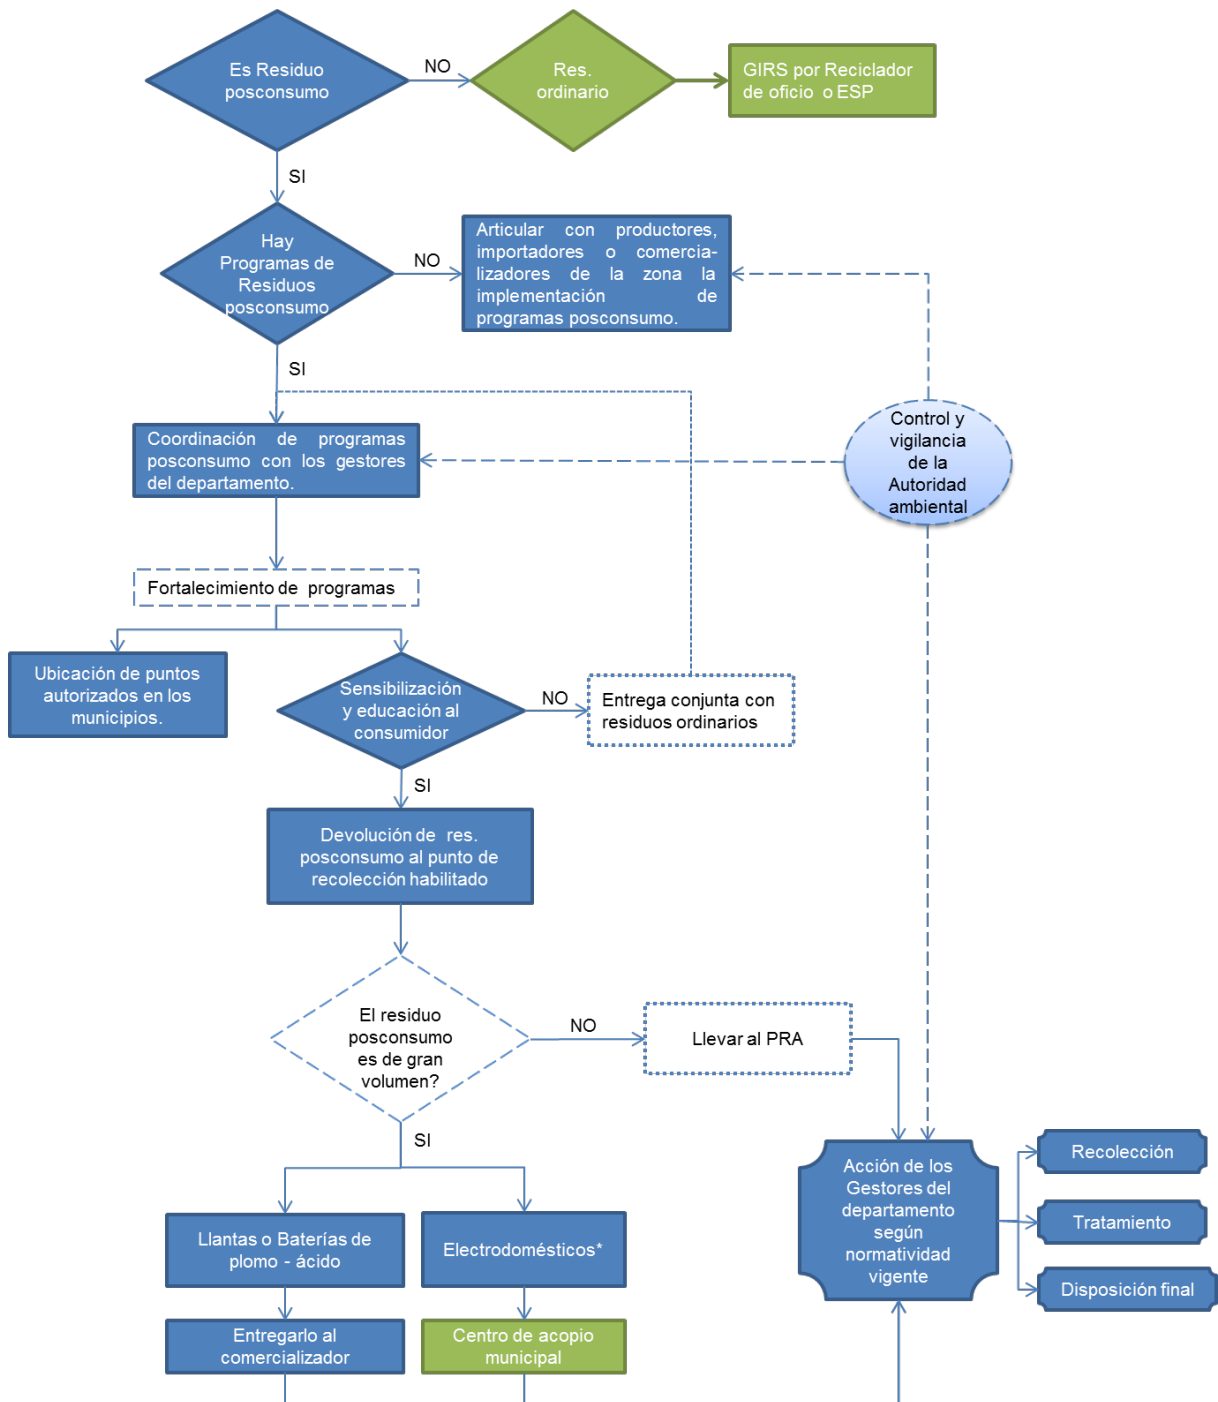 Es Residuo
posconsumo
NO
Res.
ordinario
GIRS por Reciclador
de oficio o ESP
SI
Hay
Programas de
Residuos
posconsumo
NO
Articular con productores,
importadores o comercia-
lizadores de la zona la
implementación de
programas posconsumo.
SI
Coordinación de programas
posconsumo con los gestores
del departamento.
Control y
vigilancia
de la
Autoridad
ambiental
Fortalecimiento de programas
Ubicación de puntos
autorizados en los
municipios.
Sensibilización
y educación al
consumidor
NO
Entrega conjunta con
residuos ordinarios
SI
Devolución de res.
posconsumo al punto de
recolección habilitado
El residuo
posconsumo
es de gran
volumen?
NO
Llevar al PRA
SI
Llantas o Baterías de
plomo - ácido
Electrodomésticos*
Acción de los
Gestores del
departamento
según
normatividad
vigente
Recolección
Tratamiento
Disposición final
Entregarlo al
comercializador
Centro de acopio
municipal